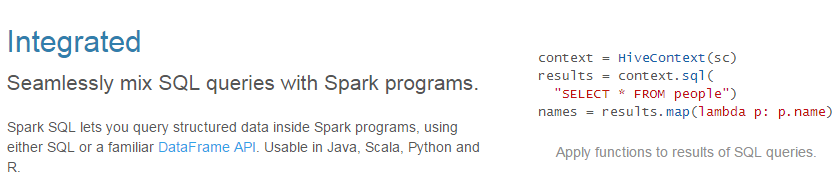 Integrated
Seamlessly mix SQL queries with Spark programs.
Spark SQL lets you query structured data inside Spark programs, using
either SQL or a familiar DataFrame API. Usable in Java, Scala, Python and
R.
context = HiveContext(sc)
results = context.sql(
  "SELECT * FROM people")
names = results.map(lambda p: p.name)
Apply functions to results of SQL queries.